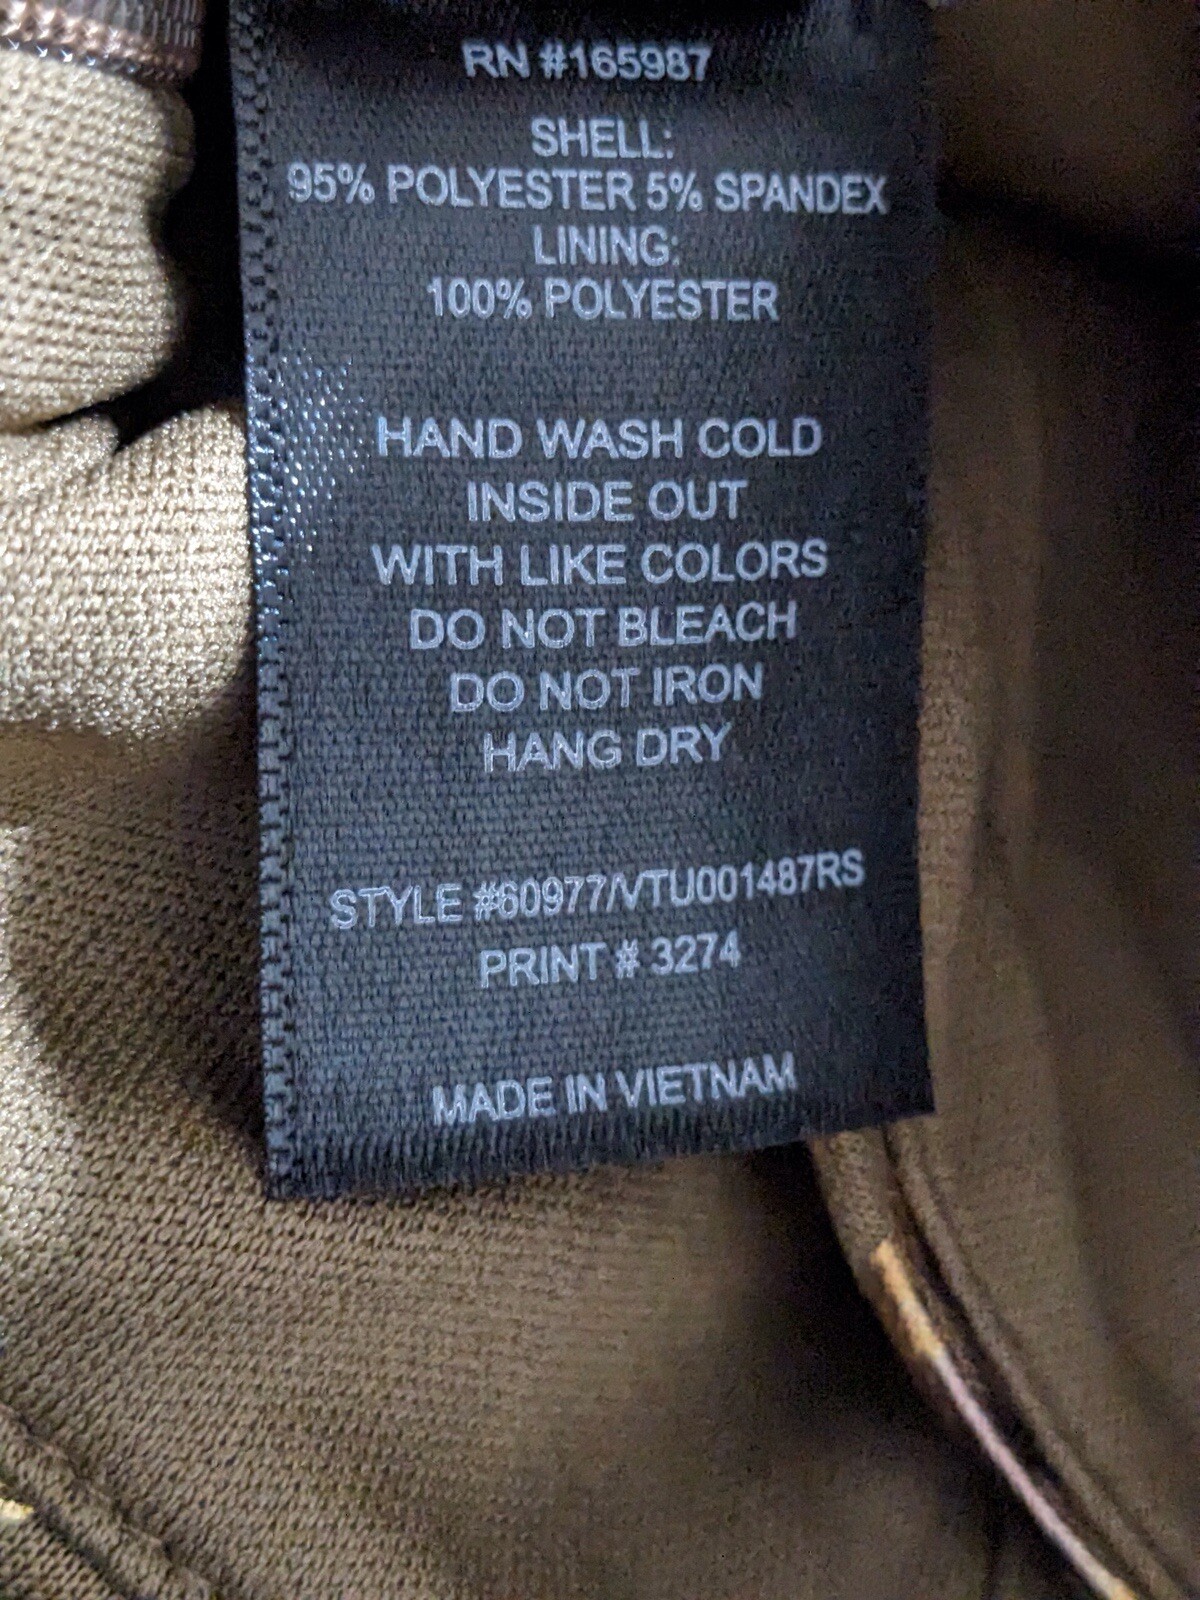 RN #165987
SHELL:
95% POLYESTER 5% SPANDEX
LINING:
100% POLYESTER
HAND WASH COLD
INSIDE OUT
WITH LIKE COLORS
DO NOT BLEACH
DO NOT IRON
HANG DRY
STYLE #60977/VTU001487RS
PRINT # 3274
MADE IN VIETNAM